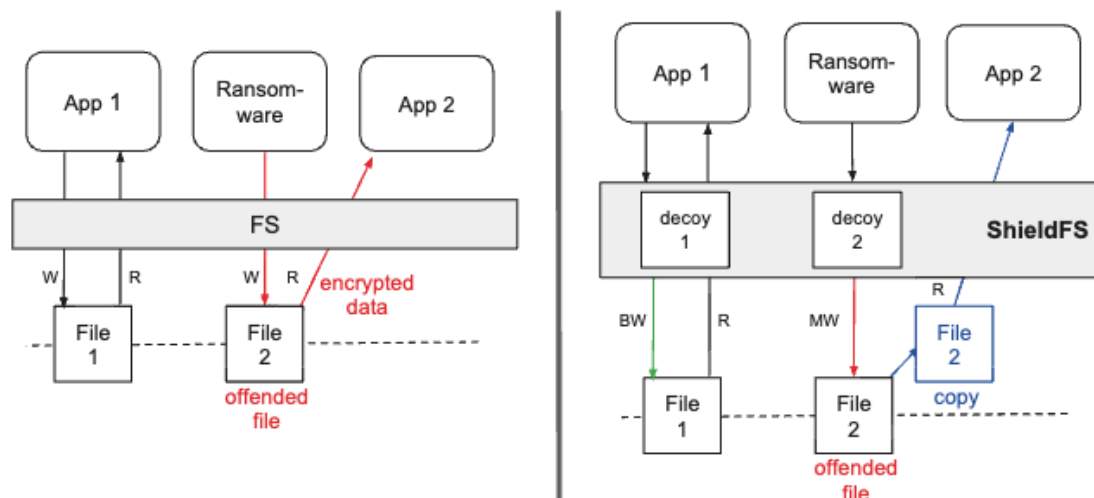 App 1
Ransom-
ware
App 2
FS
W
R
W
R
encrypted
data
File
1
File
2
offended
file
App 1
Ransom-
ware
App 2
decoy
1
decoy
2
ShieldFS
BW
R
MW
R
File
2
copy
File
1
File
2
offended
file